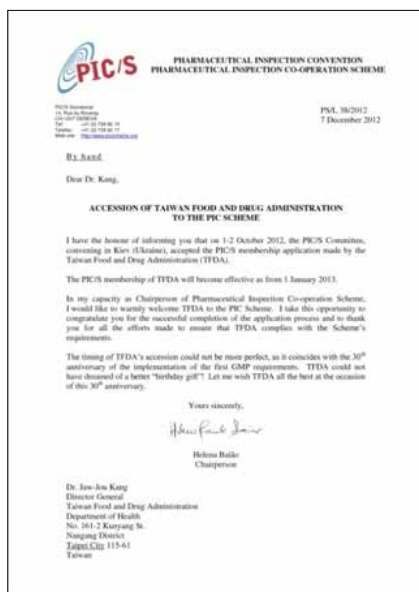 PIC/S
PHARMACEUTICAL INSPECTION CONVENTION
PHARMACEUTICAL INSPECTION CO-OPERATION SCHEME
PIC/S Secretariat
PS/L 38/2012
7 December 2012
By hand
Dear Dr. Kang,
ACCESSION OF TAIWAN FOOD AND DRUG ADMINISTRATION
TO THE PIC SCHEME
I have the honour of informing you that on 1-2 October 2012, the PIC/S Committee,
convening in Kiev (Ukraine), accepted the PIC/S membership application made by the
Taiwan Food and Drug Administration (TFDA).
The PIC/S membership of TFDA will become effective as from 1 January 2013.
In my capacity as Chairperson of Pharmaceutical Inspection Co-operation Scheme,
I would like to warmly welcome TFDA to the PIC Scheme. I take this opportunity to
congratulate you for the successful completion of the application process and to thank
you for all the efforts made to ensure that TFDA complies with the Scheme's
requirements.
The timing of TFDA's accession could not be more perfect, as it coincides with the 30th
anniversary of the implementation of the first GMP requirements. TFDA could not
have dreamed of a better "birthday gift"! Let me wish TFDA all the best at the occasion
of this 30th anniversary.
Yours sincerely,
Helena
Chairperson
Dr. Jaw-Jou Kang
Director General
Taiwan Food and Drug Administration
Department of Health
No. 161-2 Kunyang St.
Nangang District
Taipei City 115-61
Taiwan